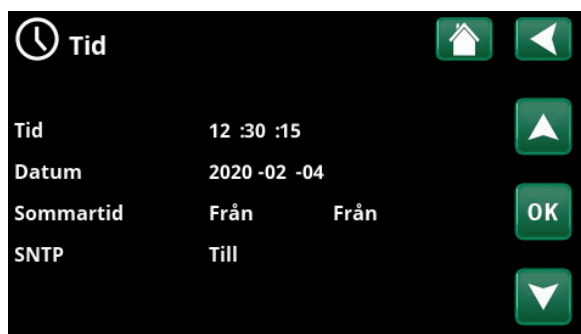 Tid
Tid 12 :30 :15
Datum 2020 -02 -04
Sommartid Från Från
OK
SNTP Till